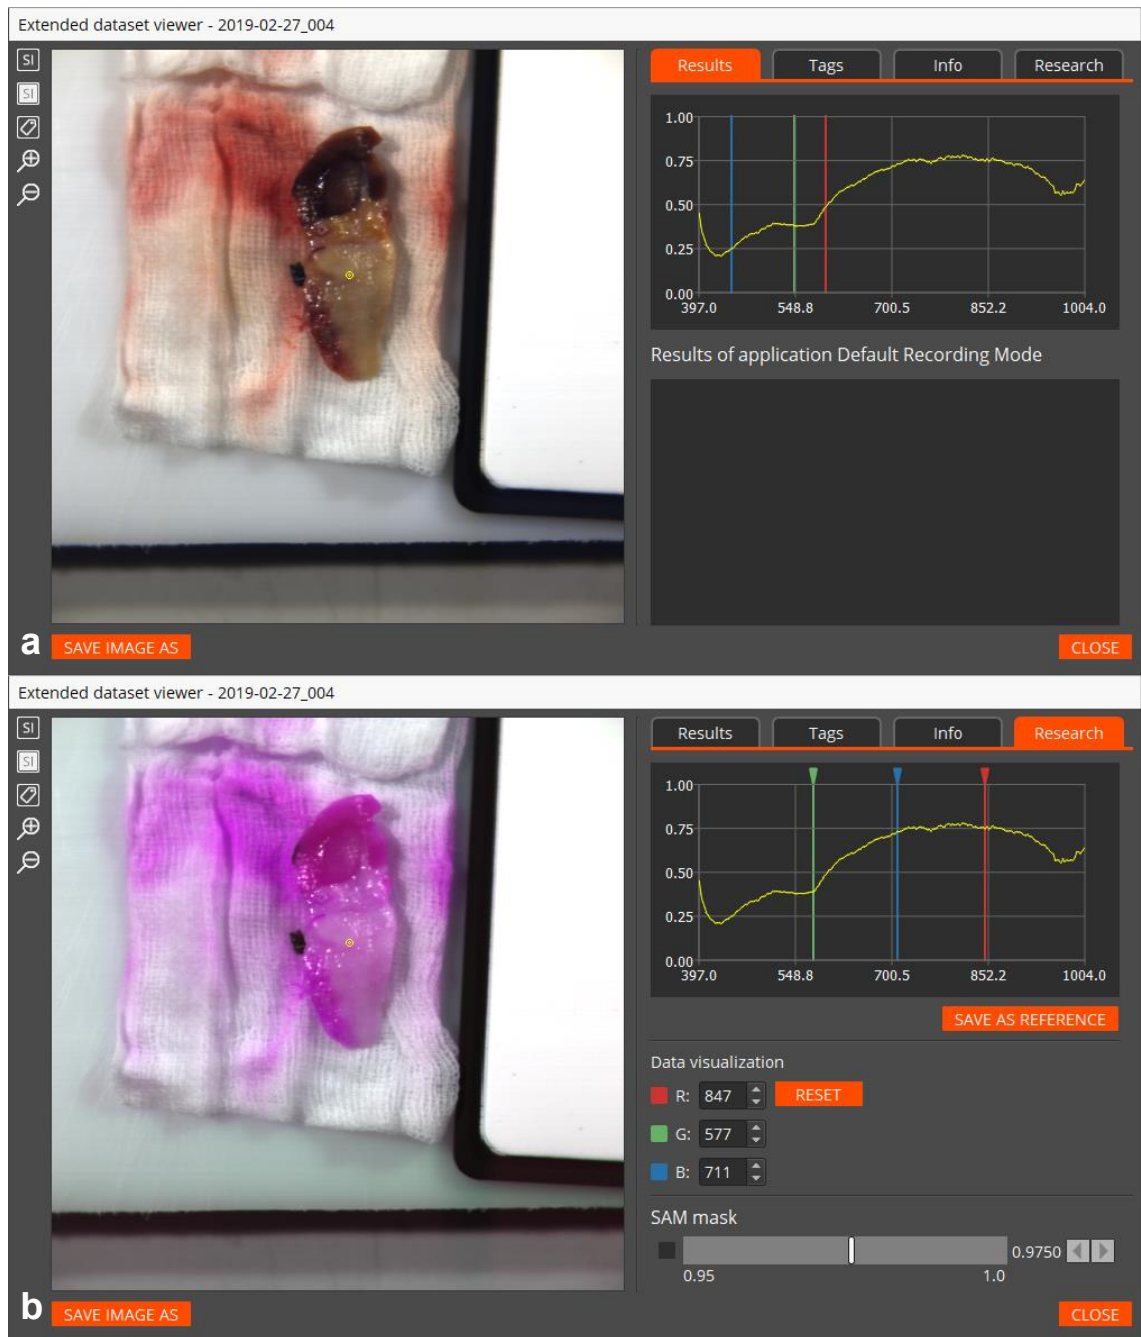 Extended dataset viewer - 2019-02-27_004
SI
SI
Results Tags Info Research
1.00
0.75
0.50
0.25
0.00
397.0 548.8 700.5 852.2 1004.0
Results of application Default Recording Mode
a SAVE IMAGE AS CLOSE
Extended dataset viewer - 2019-02-27_004
SI
SI
Results Tags Info Research
1.00
0.75
0.50
0.25
0.00
397.0 548.8 700.5 852.2 1004.0
SAVE AS REFERENCE
Data visualization
R: 847 RESET
G: 577
B: 711
SAM mask
0.9750
0.95 1.0
b SAVE IMAGE AS CLOSE